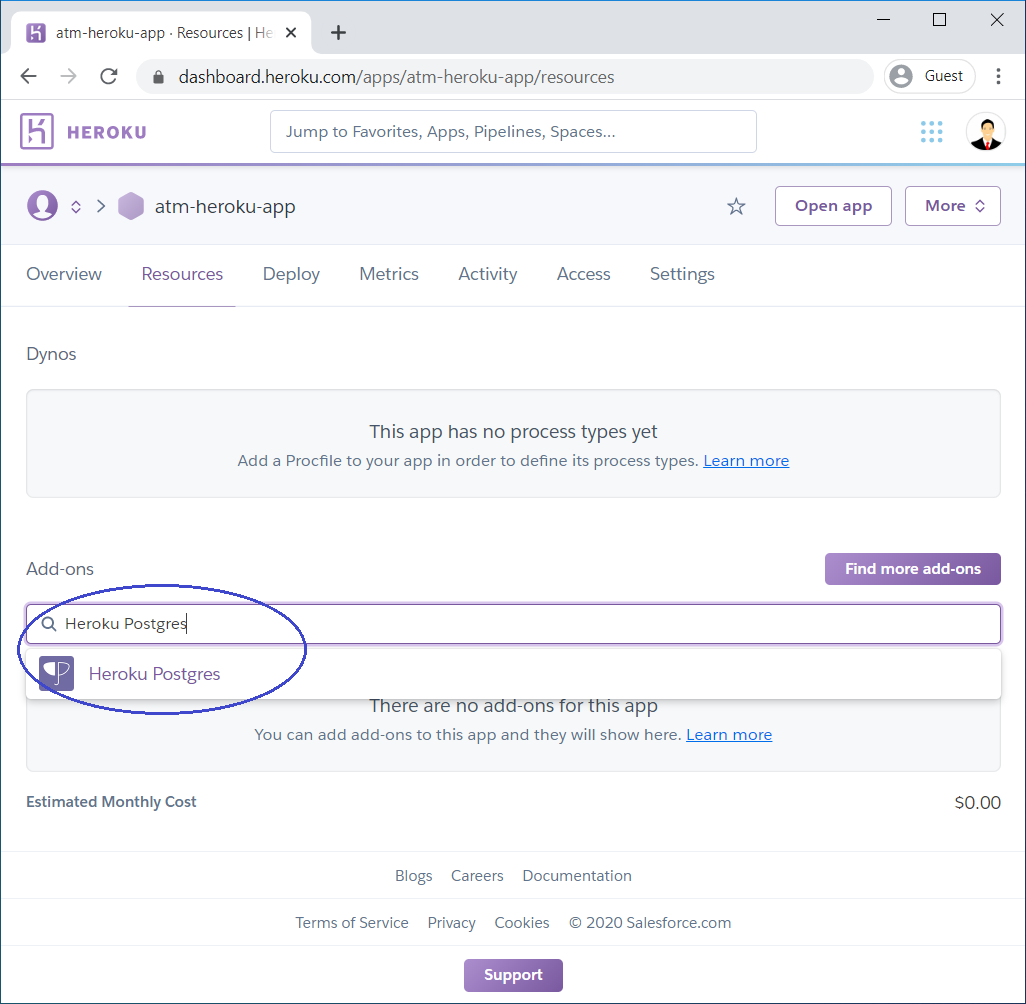 atm-heroku-app · Resources | He
dashboard.heroku.com/apps/atm-heroku-app/resources
Guest
HEROKU
Jump to Favorites, Apps, Pipelines, Spaces...
atm-heroku-app
Open app
More
Overview Resources Deploy Metrics Activity Access Settings
Dynos
This app has no process types yet
Add a Procfile to your app in order to define its process types. Learn more
Add-ons
Find more add-ons
Heroku Postgres
Heroku Postgres
There are no add-ons for this app
You can add add-ons to this app and they will show here. Learn more
Estimated Monthly Cost
$0.00
Blogs Careers Documentation
Terms of Service Privacy Cookies © 2020 Salesforce.com
Support